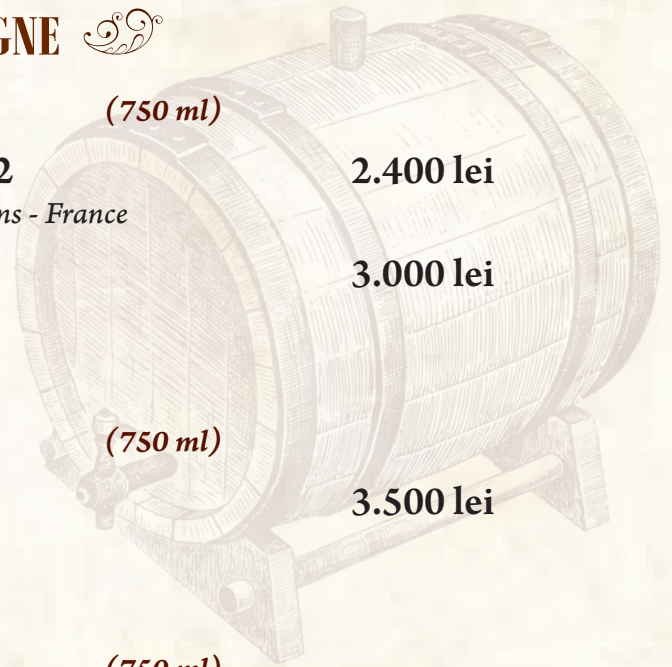 GNE
(750 ml)
2 2.400 lei
ns - France
3.000 lei
(750 ml)
3.500 lei
(750 ml)